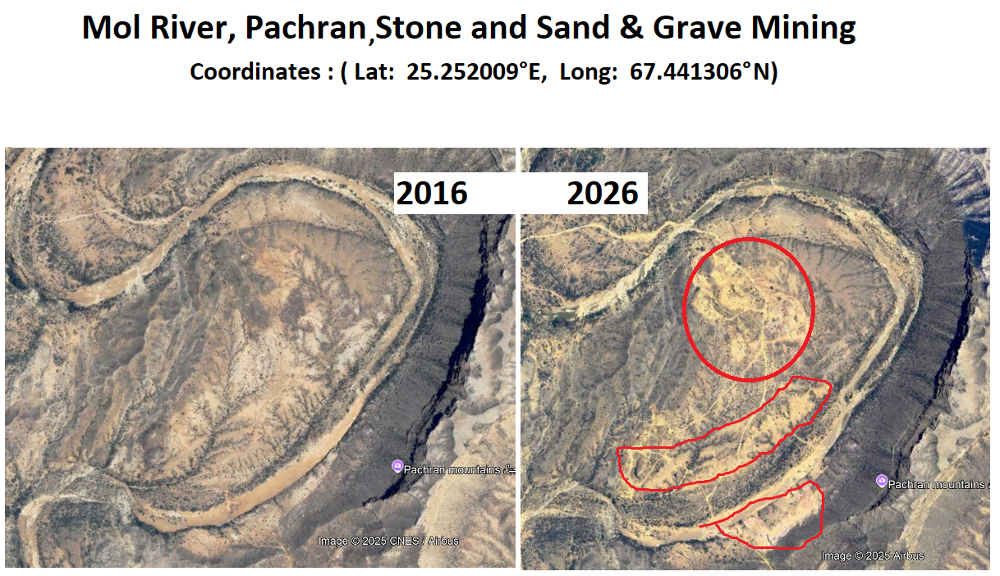 Mol River, Pachran,Stone and Sand & Grave Mining
Coordinates : ( Lat:  25.252009°E,  Long:  67.441306°N)
2016
2026
Pachran mountains
Pachran mountains
Image © 2025 CNES / Airbus
Image © 2025 Airbus